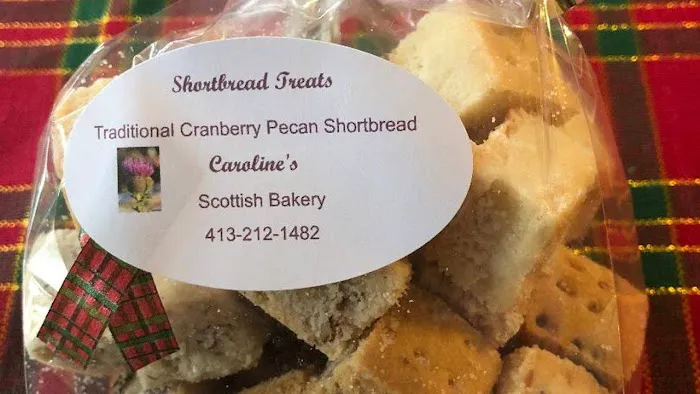 Shortbread Treats
Traditional Cranberry Pecan Shortbread
Caroline's
Scottish Bakery
413-212-1482